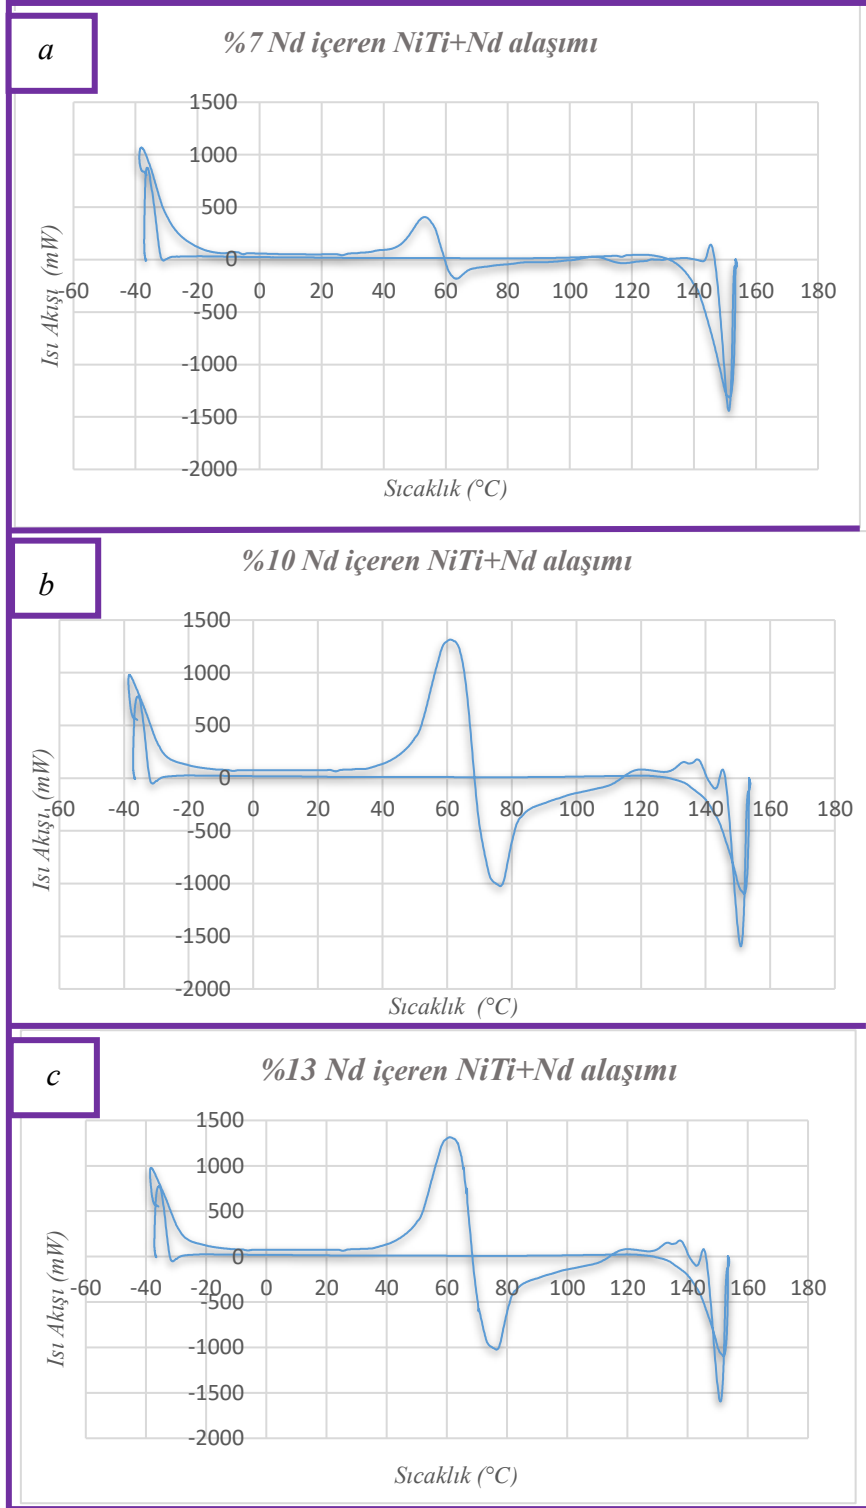 a
%7 Nd içeren NiTi+Nd alaşımı
1500
1000
500
0
-500
-1000
-1500
-2000
-60 -40 -20 0 20 40 60 80 100 120 140 160 180
Isı Akışı (mW)
Sıcaklık (°C)
b
%10 Nd içeren NiTi+Nd alaşımı
1500
1000
500
0
-500
-1000
-1500
-2000
-60 -40 -20 0 20 40 60 80 100 120 140 160 180
Isı Akışı (mW)
Sıcaklık (°C)
c
%13 Nd içeren NiTi+Nd alaşımı
1500
1000
500
0
-500
-1000
-1500
-2000
-60 -40 -20 0 20 40 60 80 100 120 140 160 180
Isı Akışı (mW)
Sıcaklık (°C)